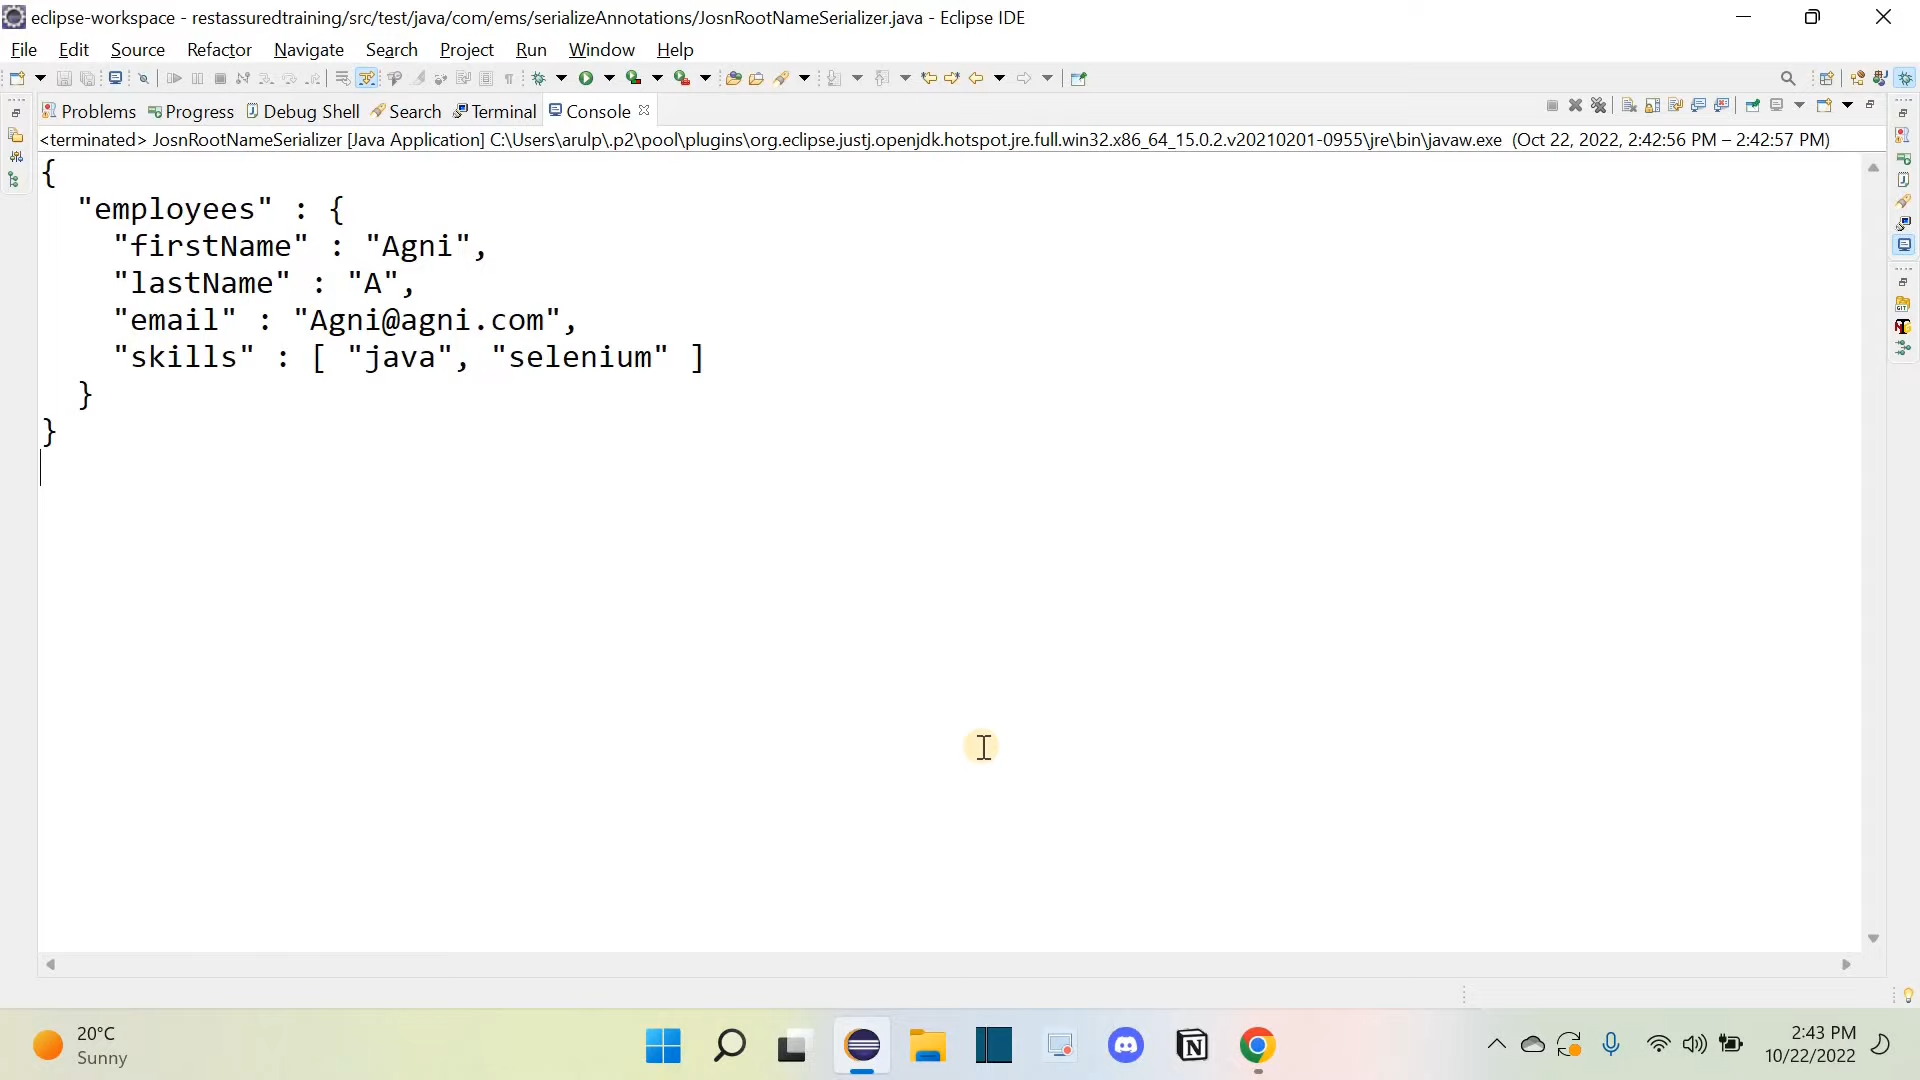 eclipse-workspace - restassuredtraining/src/test/java/com/ems/serializeAnnotations/JosnRootNameSerializer.java - Eclipse IDE
File Edit Source Refactor Navigate Search Project Run Window Help
Problems Progress Debug Shell Search Terminal Console
<terminated> JosnRootNameSerializer [Java Application] C:\Users\arulp\.p2\pool\plugins\org.eclipse.justj.openjdk.hotspot.jre.full.win32.x86_64_15.0.2.v20210201-0955\jre\bin\javaw.exe (Oct 22, 2022, 2:42:56 PM – 2:42:57 PM)
{
"employees" : {
"firstName" : "Agni",
"lastName" : "A",
"email" : "Agni@agni.com",
"skills" : [ "java", "selenium" ]
}
}
20°C
Sunny
2:43 PM
10/22/2022